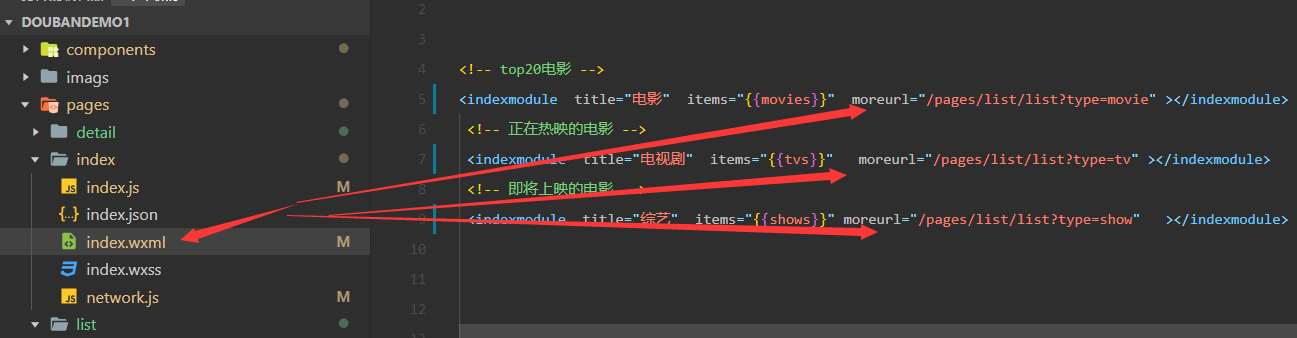 DOUBANDEMO1
components
imags
pages
detail
index
index.js M
index.json
index.wxml M
index.wxss
network.js M
list
2
3
4 <!-- top20电影 -->
5 <indexmodule title="电影" items="{{movies}}" moreurl="/pages/list/list?type=movie" ></indexmodule>
6 <!-- 正在热映的电影 -->
7 <indexmodule title="电视剧" items="{{tvs}}" moreurl="/pages/list/list?type=tv" ></indexmodule>
8 <!-- 即将上映的电影 -->
<indexmodule title="综艺" items="{{shows}}" moreurl="/pages/list/list?type=show" ></indexmodule>
10
11
12